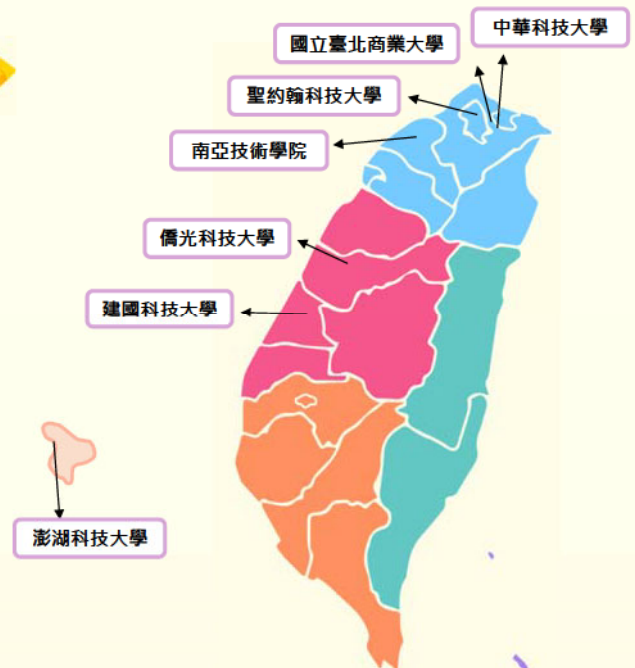 中華科技大學
國立臺北商業大學
聖約翰科技大學
南亞技術學院
僑光科技大學
建國科技大學
澎湖科技大學